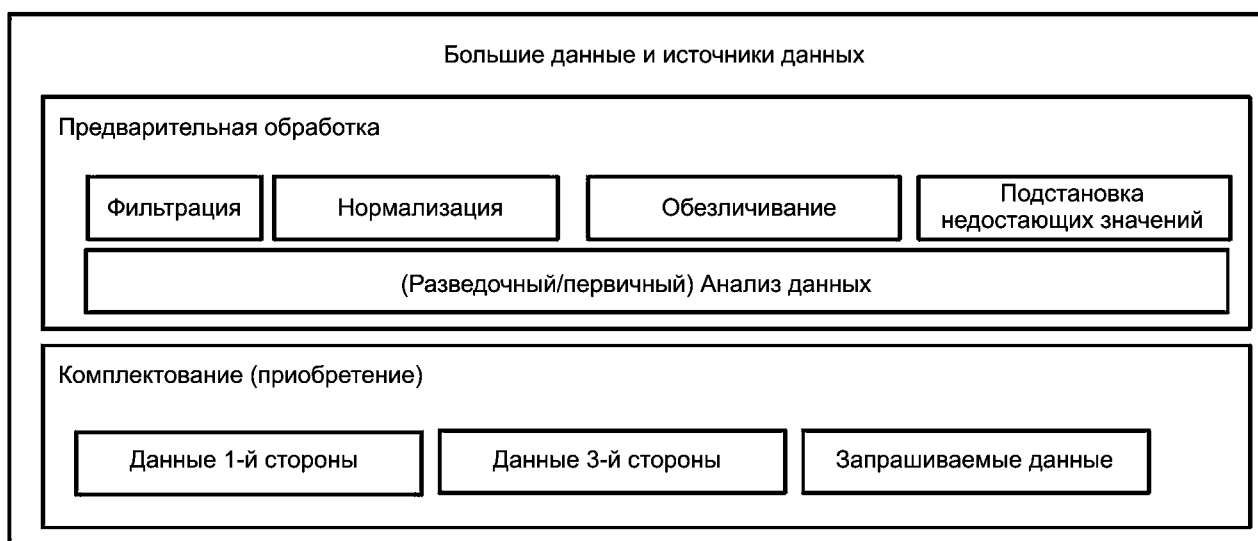 Большие данные и источники данных
Предварительная обработка
Фильтрация
Нормализация
Обезличивание
Подстановка
недостающих значений
(Разведочный/первичный) Анализ данных
Комплектование (приобретение)
Данные 1-й стороны
Данные 3-й стороны
Запрашиваемые данные